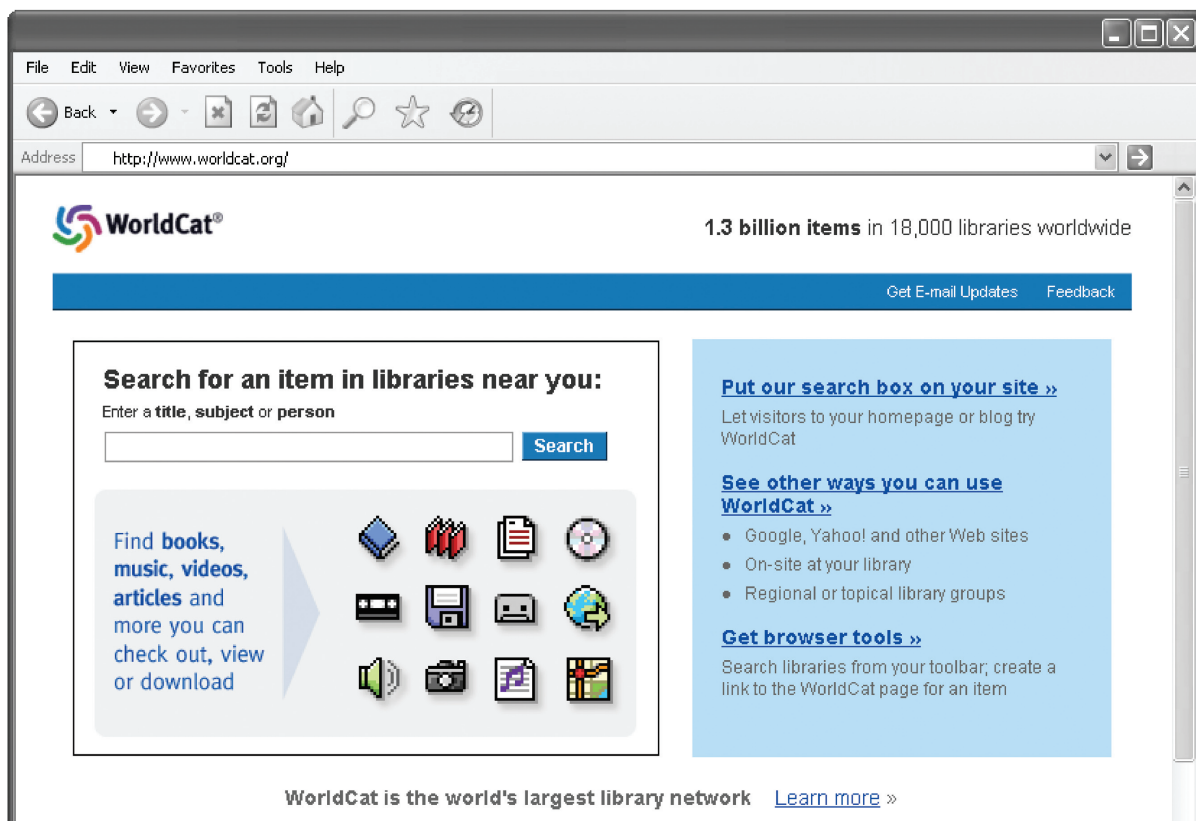 File Edit View Favorites Tools Help
Back
Address http://www.worldcat.org/
WorldCat®
1.3 billion items in 18,000 libraries worldwide
Get E-mail Updates Feedback
Search for an item in libraries near you:
Enter a title, subject or person
Search
Find books,
music, videos,
articles and
more you can
check out, view
or download
Put our search box on your site »
Let visitors to your homepage or blog try
WorldCat
See other ways you can use
WorldCat »
• Google, Yahoo! and other Web sites
• On-site at your library
• Regional or topical library groups
Get browser tools »
Search libraries from your toolbar; create a
link to the WorldCat page for an item
WorldCat is the world's largest library network Learn more »